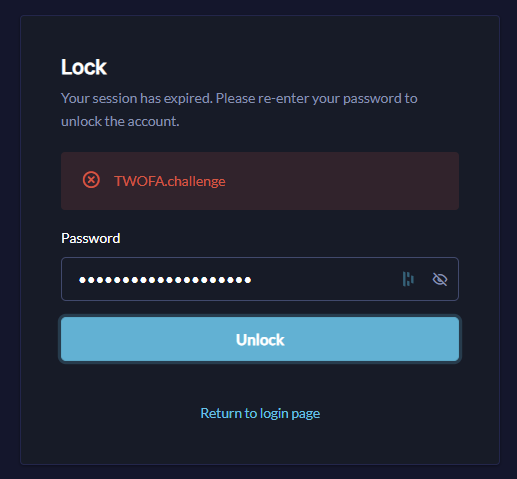 Lock
Your session has expired. Please re-enter your password to
unlock the account.
TWOFA.challenge
Password
Unlock
Return to login page